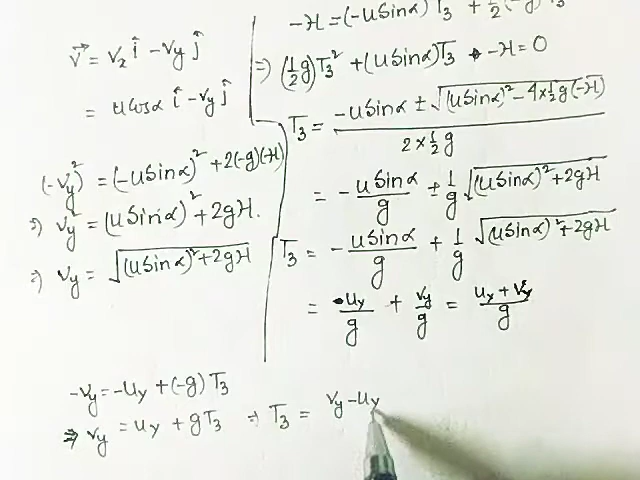 v⃗ = vₓ î − v_y ĵ
= u cosα î − v_y ĵ
(−v_y)² = (−u sinα)² + 2(−g)(−H)
⇒ v_y² = (u sinα)² + 2gH.
⇒ v_y = √((u sinα)² + 2gH)
−H = (−u sinα) T₃ + ½(−g) T₃
⇒ (½g)T₃² + (u sinα)T₃ −H = 0
T₃ = (−u sinα ± √((u sinα)² − 4×½g(−H))) / (2×½g)
= −(u sinα)/g ± (1/g)√((u sinα)² + 2gH)
T₃ = −(u sinα)/g + (1/g)√((u sinα)² + 2gH)
= −u_y/g + v_y/g = (u_y + v_y)/g
−v_y = −u_y + (−g) T₃
⇒ v_y = u_y + gT₃ ⇒ T₃ = v_y − u_y